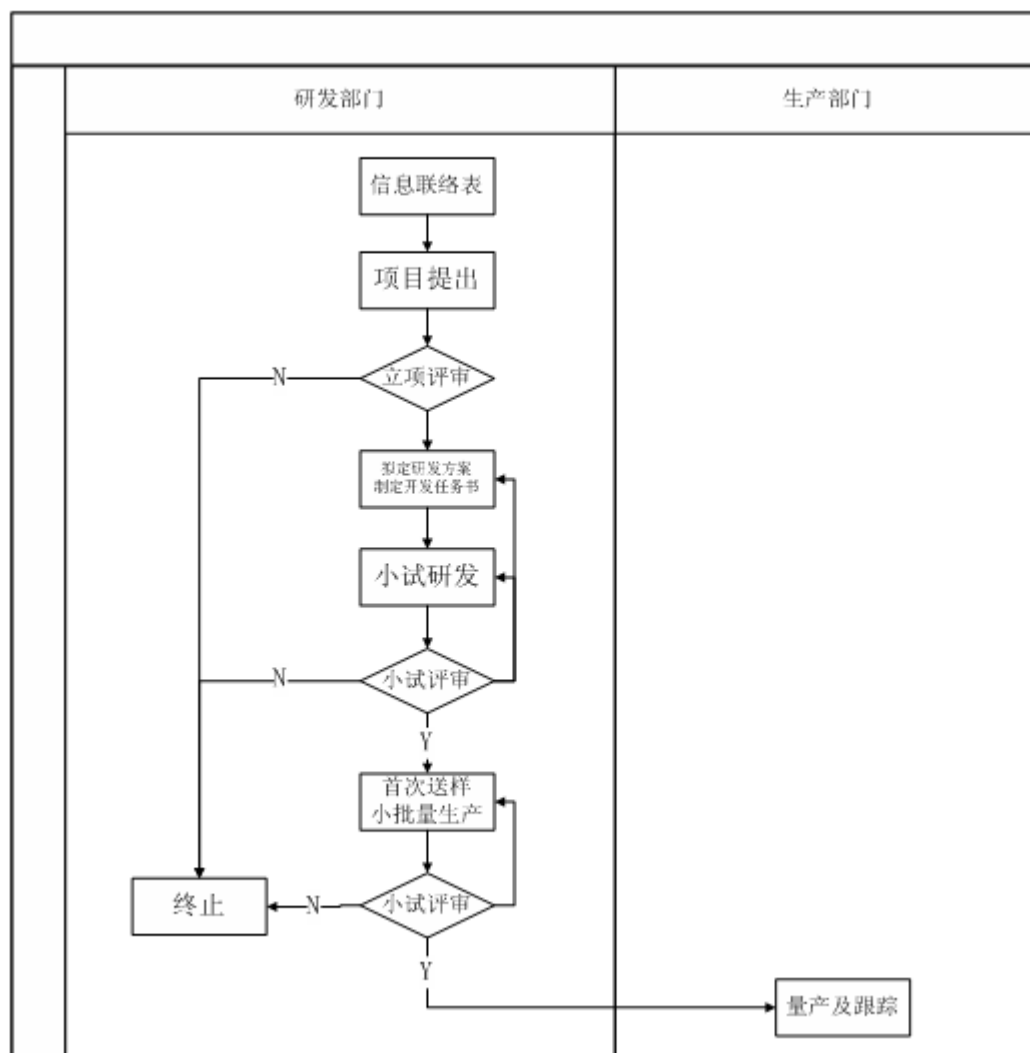 研发部门
生产部门
信息联络表
项目提出
立项评审
N
拟定研发方案
制定开发任务书
小试研发
小试评审
N
Y
首次送样
小批量生产
小试评审
N
终止
Y
量产及跟踪